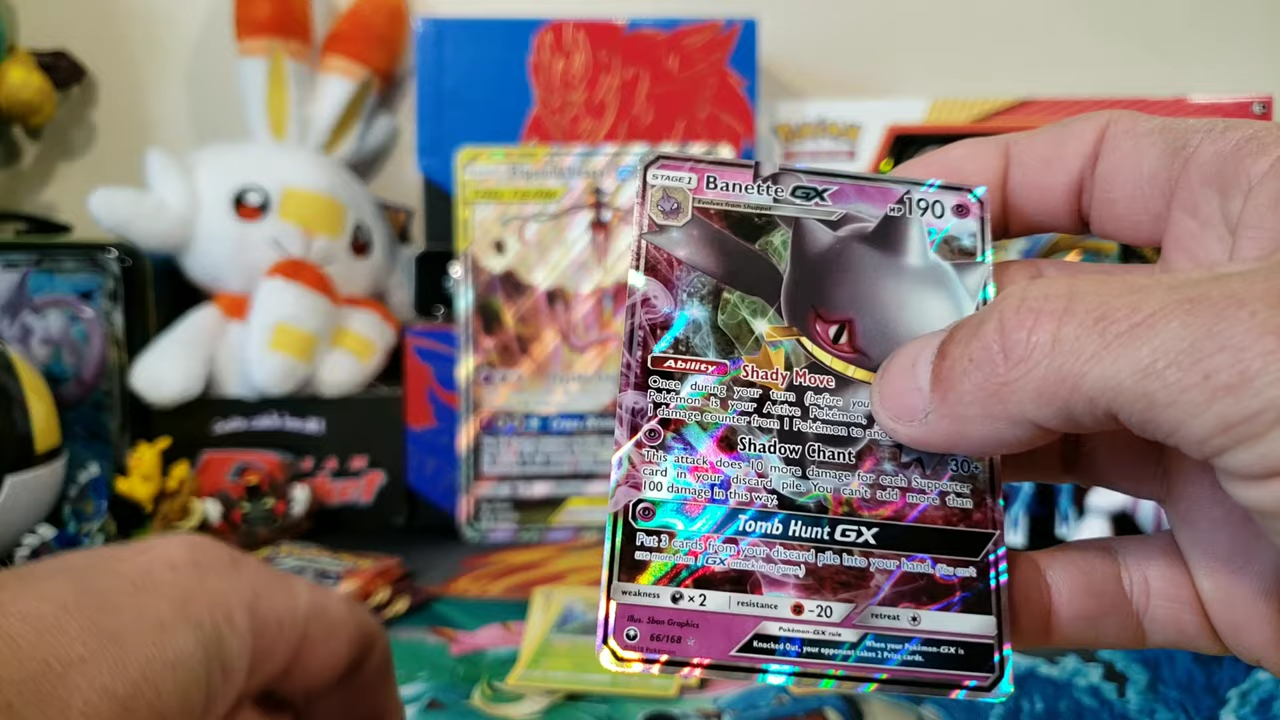 STAGE 1 Banette GX HP 190
Evolves from Shuppet
Ability Shady Move
Once during your turn (before you
Pokémon is your Active Pokémon,
1 damage counter from 1 Pokémon to ano
Shadow Chant 30+
This attack does 10 more damage for each Supporter
card in your discard pile. You can't add more than
100 damage in this way.
Tomb Hunt GX
Put 3 cards from your discard pile into your hand. (You can't
use more than 1 GX attack in a game.)
weakness ×2 resistance -20 retreat
Illus. 5ban Graphics
66/168
Pokémon-GX rule
When your Pokémon-GX is
Knocked Out, your opponent takes 2 Prize cards.
POKÉMON